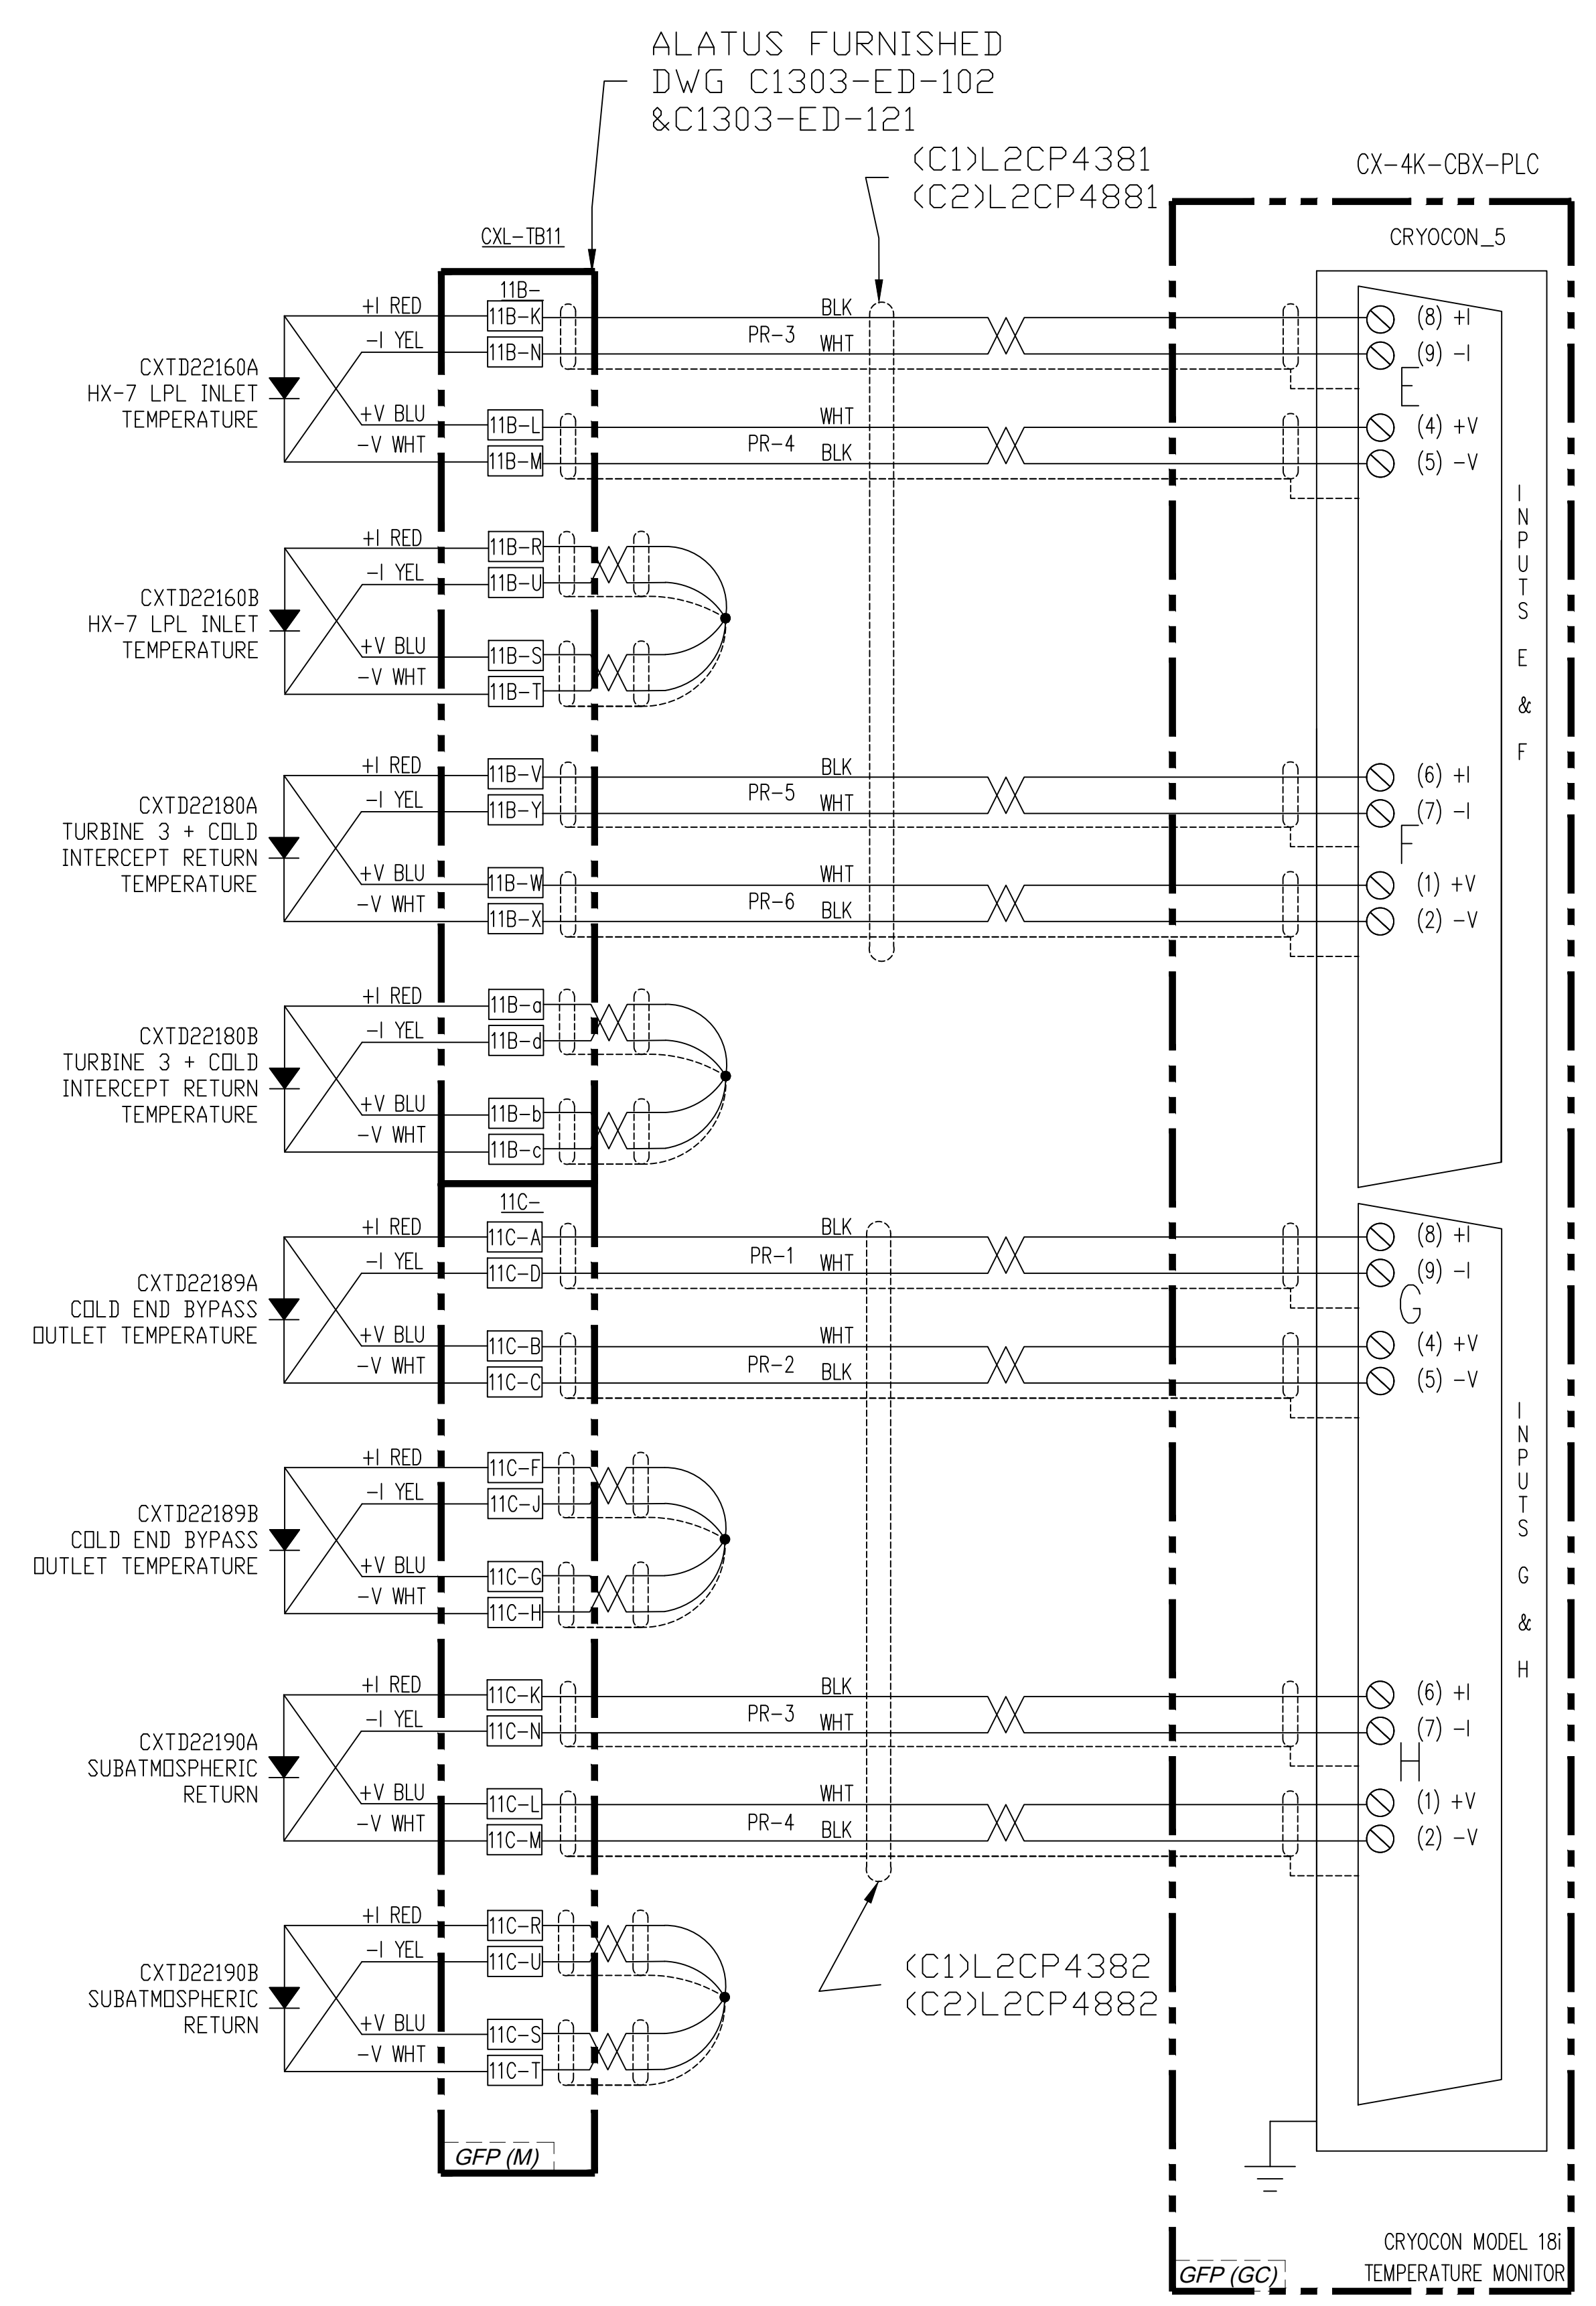 ALATUS FURNISHED
DWG C1303-ED-102
&C1303-ED-121
(C1)L2CP4381
(C2)L2CP4881
CX-4K-CBX-PLC
CXL-TB11
CRYOCON_5
11B-
+I RED
11B-K
BLK
(8) +I
PR-3
-I YEL
11B-N
WHT
(9) -I
CXTD22160A
HX-7 LPL INLET
TEMPERATURE
E
+V BLU
11B-L
WHT
(4) +V
PR-4
-V WHT
11B-M
BLK
(5) -V
INPUTS E & F
+I RED
11B-R
-I YEL
11B-U
CXTD22160B
HX-7 LPL INLET
TEMPERATURE
+V BLU
11B-S
-V WHT
11B-T
+I RED
11B-V
BLK
(6) +I
PR-5
-I YEL
11B-Y
WHT
(7) -I
CXTD22180A
TURBINE 3 + COLD
INTERCEPT RETURN
TEMPERATURE
F
+V BLU
11B-W
WHT
(1) +V
PR-6
-V WHT
11B-X
BLK
(2) -V
+I RED
11B-a
-I YEL
11B-d
CXTD22180B
TURBINE 3 + COLD
INTERCEPT RETURN
TEMPERATURE
+V BLU
11B-b
-V WHT
11B-c
11C-
+I RED
11C-A
BLK
(8) +I
PR-1
-I YEL
11C-D
WHT
(9) -I
CXTD22189A
COLD END BYPASS
OUTLET TEMPERATURE
G
+V BLU
11C-B
WHT
(4) +V
PR-2
-V WHT
11C-C
BLK
(5) -V
INPUTS G & H
+I RED
11C-F
-I YEL
11C-J
CXTD22189B
COLD END BYPASS
OUTLET TEMPERATURE
+V BLU
11C-G
-V WHT
11C-H
+I RED
11C-K
BLK
(6) +I
PR-3
-I YEL
11C-N
WHT
(7) -I
CXTD22190A
SUBATMOSPHERIC
RETURN
H
+V BLU
11C-L
WHT
(1) +V
PR-4
-V WHT
11C-M
BLK
(2) -V
+I RED
11C-R
-I YEL
11C-U
CXTD22190B
SUBATMOSPHERIC
RETURN
+V BLU
11C-S
-V WHT
11C-T
(C1)L2CP4382
(C2)L2CP4882
GFP (M)
CRYOCON MODEL 18i
TEMPERATURE MONITOR
GFP (GC)